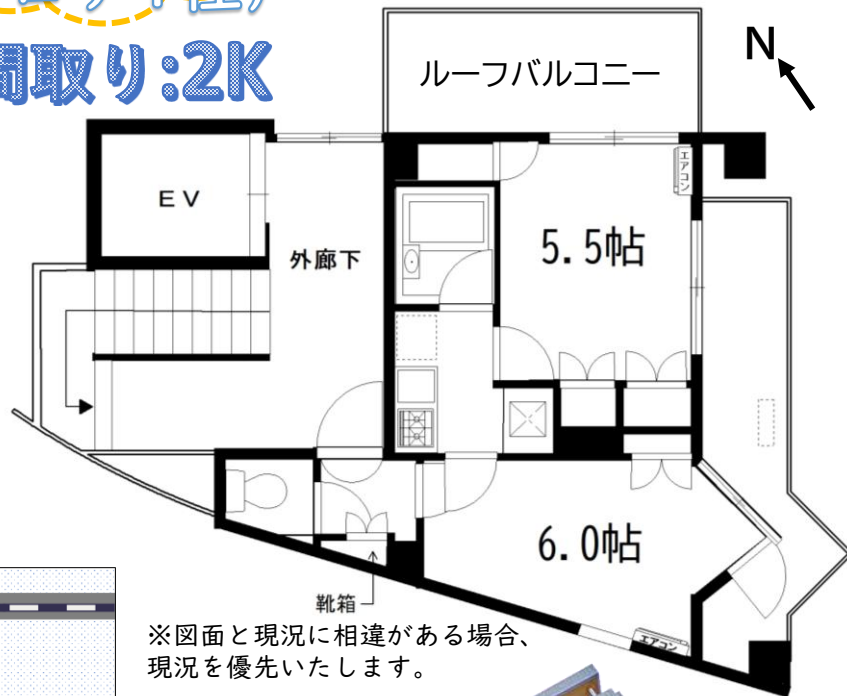 間取り:2K
N
ルーフバルコニー
EV
外廊下
エアコン
5.5帖
6.0帖
靴箱
エアコン
※図面と現況に相違がある場合、
現況を優先いたします。